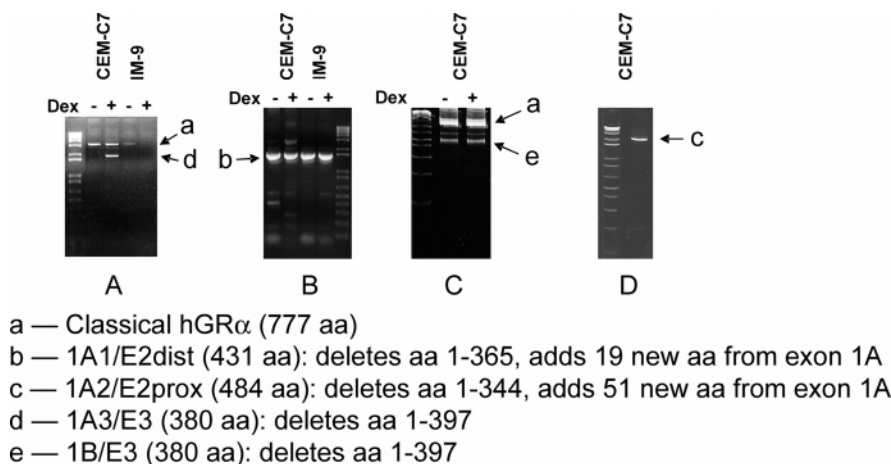 CEM-C7 IM-9 CEM-C7 IM-9 CEM-C7 CEM-C7
Dex - + - + Dex - + - + Dex - +
a
d
b
a
e
c
A B C D
a — Classical hGRα (777 aa)
b — 1A1/E2dist (431 aa): deletes aa 1-365, adds 19 new aa from exon 1A
c — 1A2/E2prox (484 aa): deletes aa 1-344, adds 51 new aa from exon 1A
d — 1A3/E3 (380 aa): deletes aa 1-397
e — 1B/E3 (380 aa): deletes aa 1-397